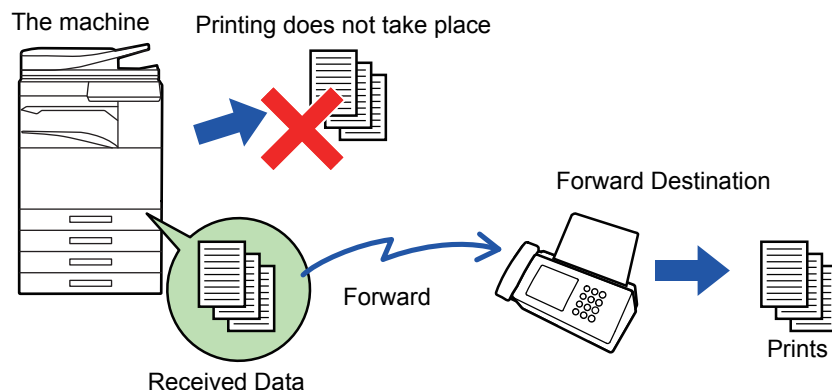 The machine
Printing does not take place
Forward Destination
Forward
Prints
Received Data